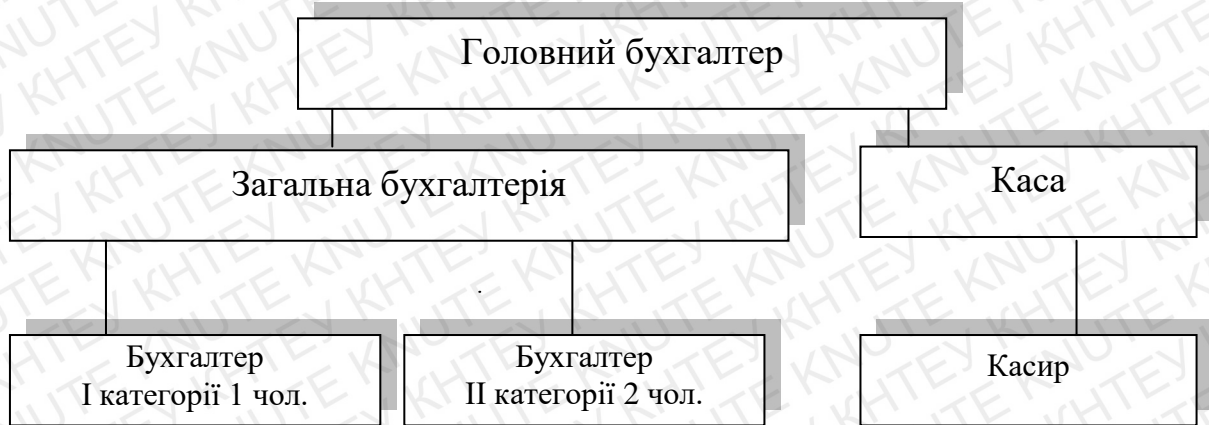 Головний бухгалтер
Загальна бухгалтерія
Каса
Бухгалтер
І категорії 1 чол.
Бухгалтер
ІІ категорії 2 чол.
Касир